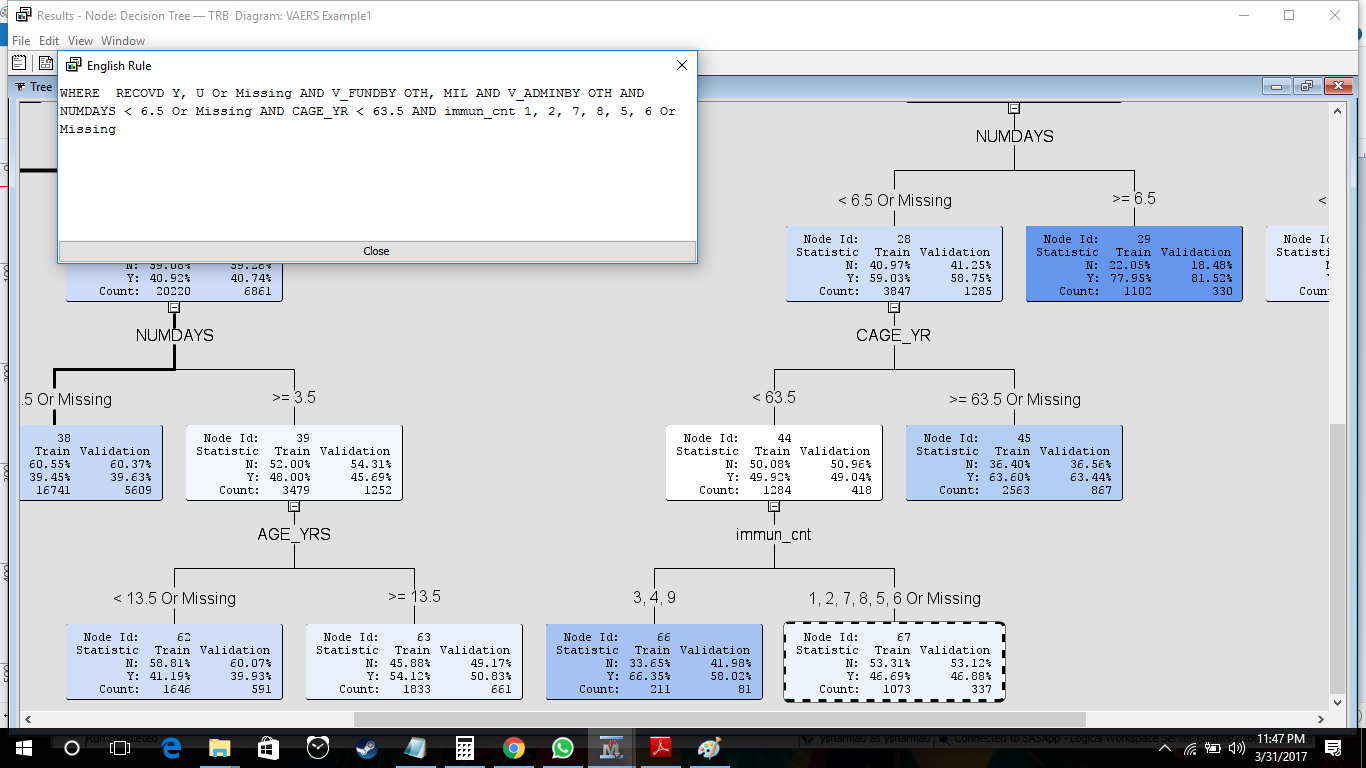 Results - Node: Decision Tree — TRB Diagram: VAERS Example1
File Edit View Window
English Rule
Tree
WHERE RECOVD Y, U Or Missing AND V_FUNDBY OTH, MIL AND V_ADMINBY OTH AND
NUMDAYS < 6.5 Or Missing AND CAGE_YR < 63.5 AND immun_cnt 1, 2, 7, 8, 5, 6 Or
Missing
Close
NUMDAYS
< 6.5 Or Missing
>= 6.5
<
Node Id: 28
Statistic Train Validation
N: 40.97% 41.25%
Y: 59.03% 58.75%
Count: 3847 1285
Node Id: 29
Statistic Train Validation
N: 22.05% 18.48%
Y: 77.95% 81.52%
Count: 1102 330
N: 59.08% 59.26%
Y: 40.92% 40.74%
Count: 20220 6861
No
Stati
Co
NUMDAYS
CAGE_YR
.5 Or Missing
>= 3.5
< 63.5
>= 63.5 Or Missing
38
Train Validation
60.55% 60.37%
39.45% 39.63%
16741 5609
Node Id: 39
Statistic Train Validation
N: 52.00% 54.31%
Y: 48.00% 45.69%
Count: 3479 1252
Node Id: 44
Statistic Train Validation
N: 50.08% 50.96%
Y: 49.92% 49.04%
Count: 1284 418
Node Id: 45
Statistic Train Validation
N: 36.40% 36.56%
Y: 63.60% 63.44%
Count: 2563 867
AGE_YRS
immun_cnt
< 13.5 Or Missing
>= 13.5
3, 4, 9
1, 2, 7, 8, 5, 6 Or Missing
Node Id: 62
Statistic Train Validation
N: 58.81% 60.07%
Y: 41.19% 39.93%
Count: 1646 591
Node Id: 63
Statistic Train Validation
N: 45.88% 49.17%
Y: 54.12% 50.83%
Count: 1833 661
Node Id: 66
Statistic Train Validation
N: 33.65% 41.98%
Y: 66.35% 58.02%
Count: 211 81
Node Id: 67
Statistic Train Validation
N: 53.31% 53.12%
Y: 46.69% 46.88%
Count: 1073 337
Run completed
ysharma0 as ysharma0
Connected to SASApp - Logical Workspace Server
11:47 PM
3/31/2017